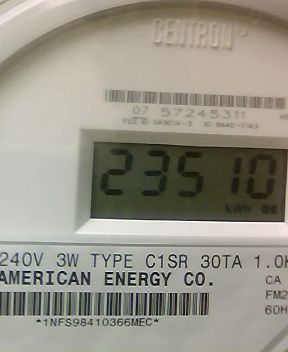 CENTRON®
07 57245311
23510
kWh
240V 3W TYPE C1SR 30TA 1.0K
AMERICAN ENERGY CO.
CA
FM2
60H
*1NFS98410366MEC*